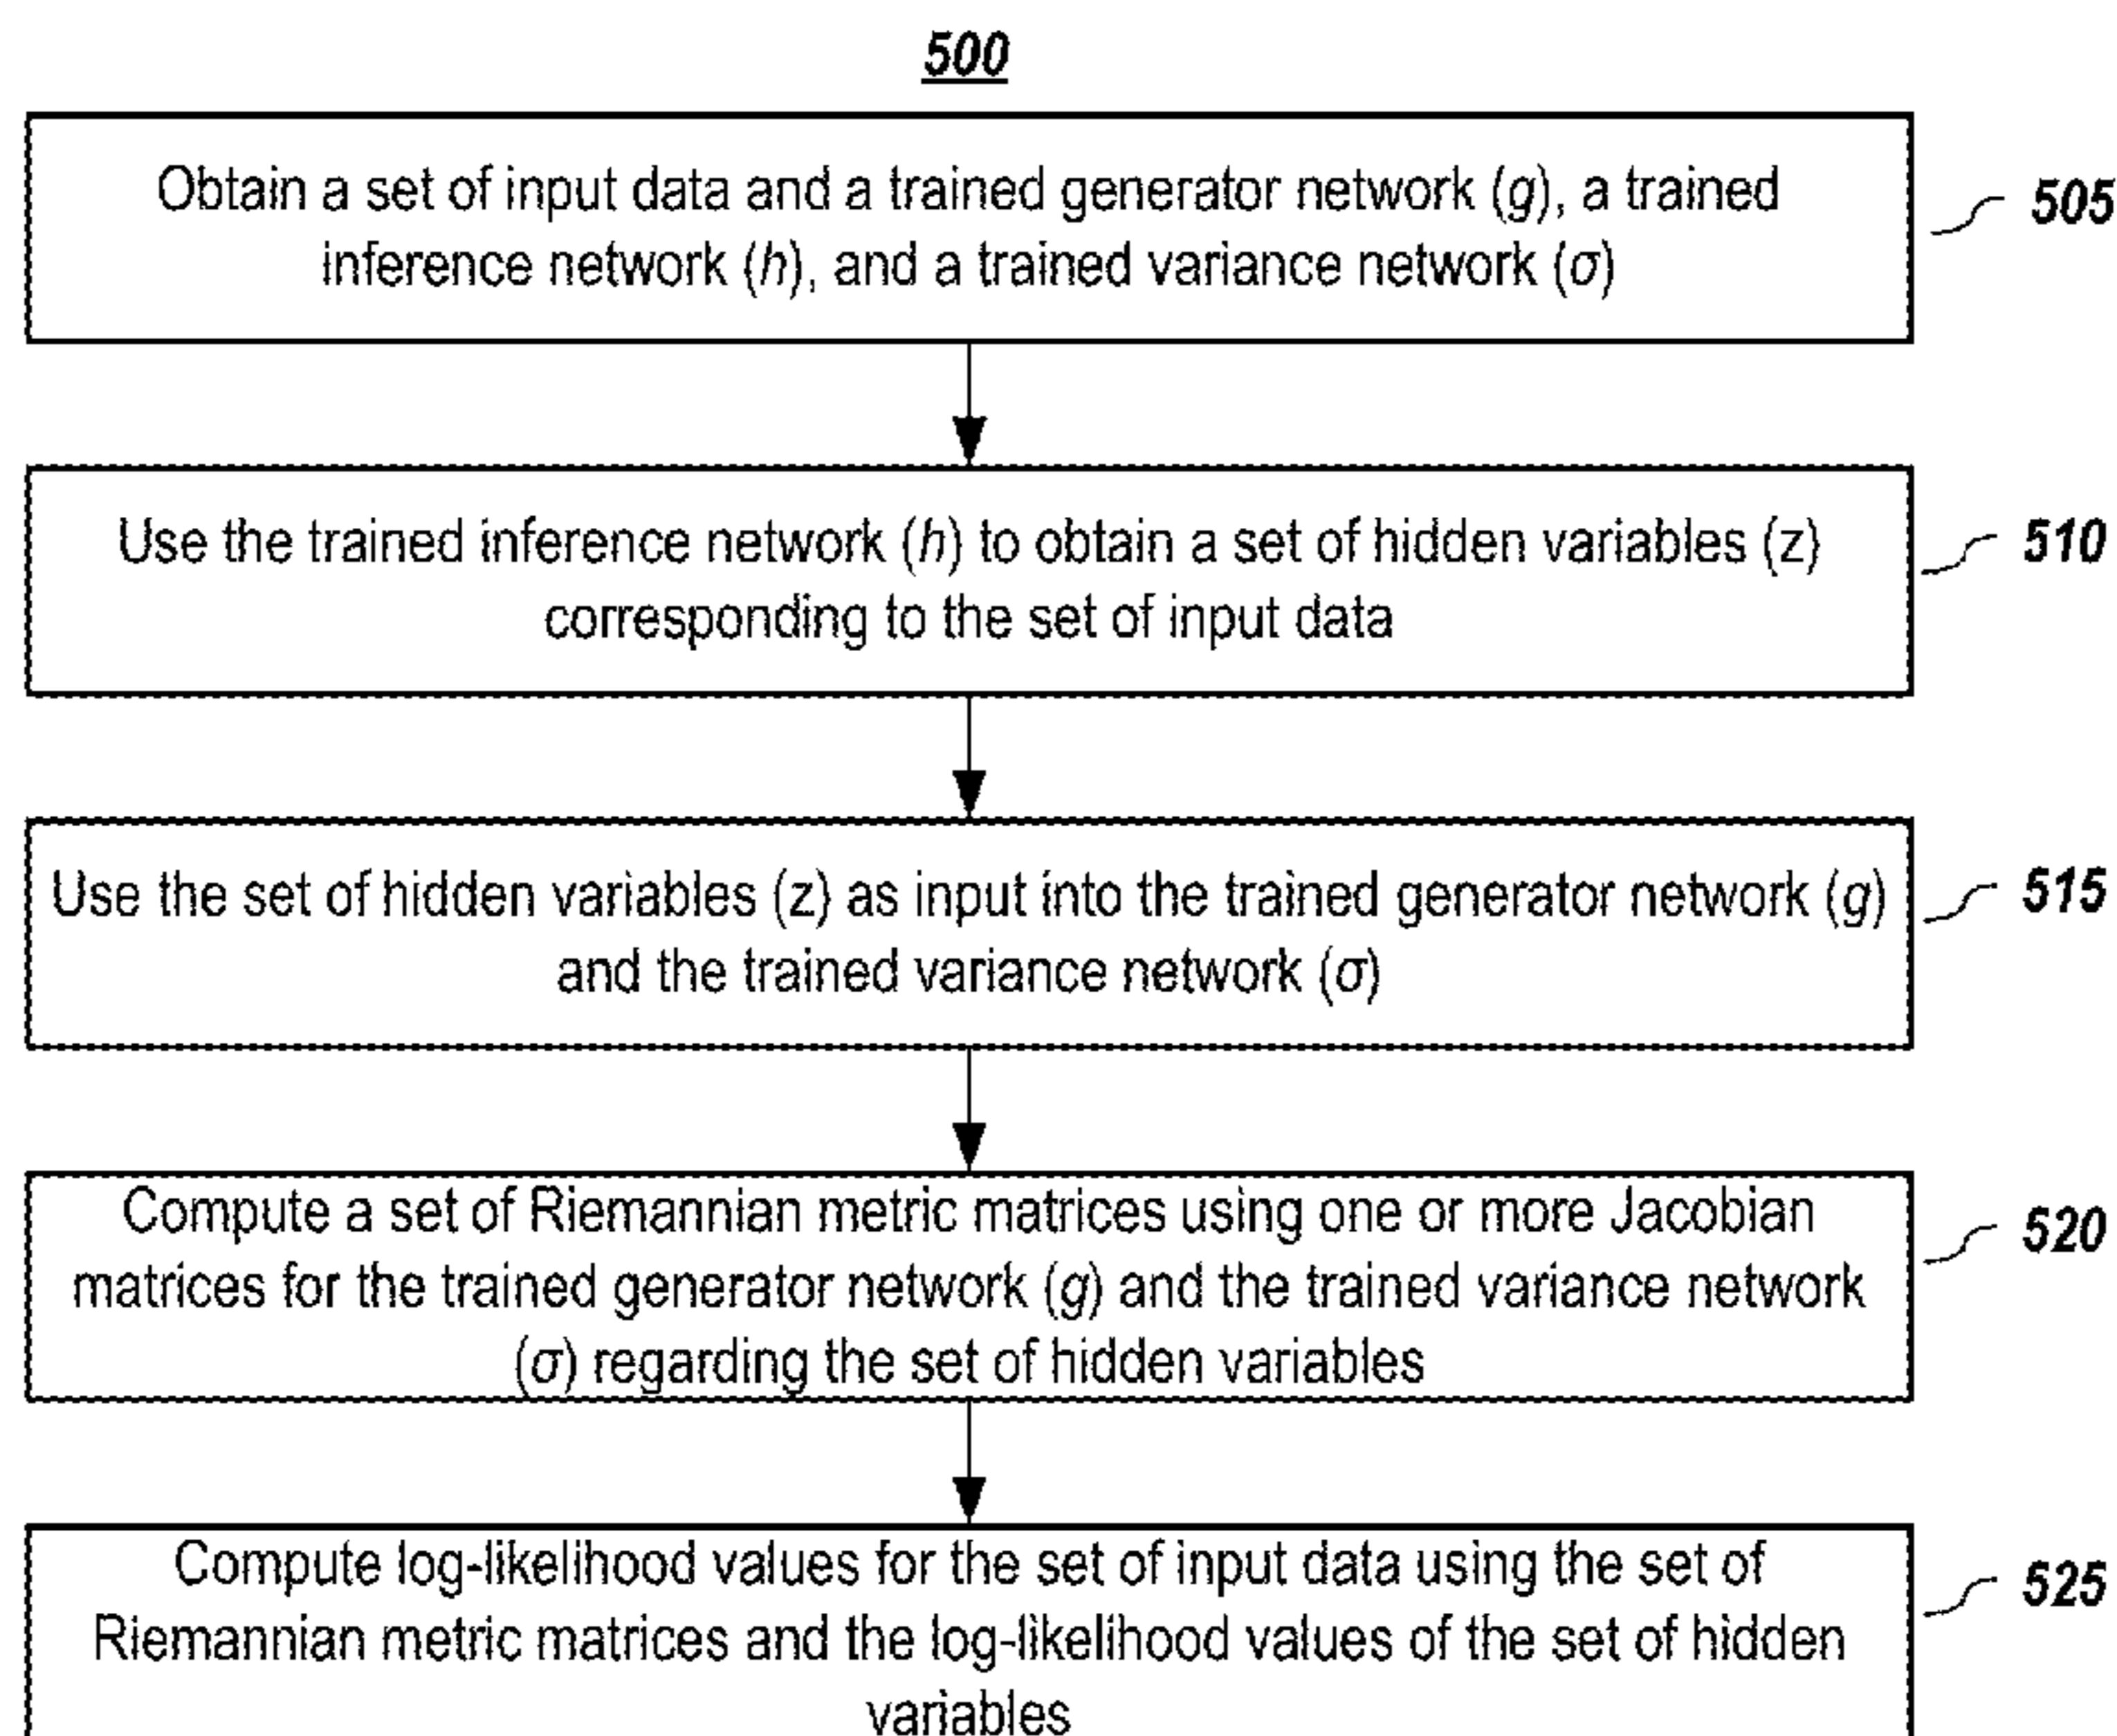 500
Obtain a set of input data and a trained generator network (g), a trained
inference network (h), and a trained variance network (σ)
505
Use the trained inference network (h) to obtain a set of hidden variables (z)
corresponding to the set of input data
510
Use the set of hidden variables (z) as input into the trained generator network (g)
and the trained variance network (σ)
515
Compute a set of Riemannian metric matrices using one or more Jacobian
matrices for the trained generator network (g) and the trained variance network
(σ) regarding the set of hidden variables
520
Compute log-likelihood values for the set of input data using the set of
Riemannian metric matrices and the log-likelihood values of the set of hidden
variables
525